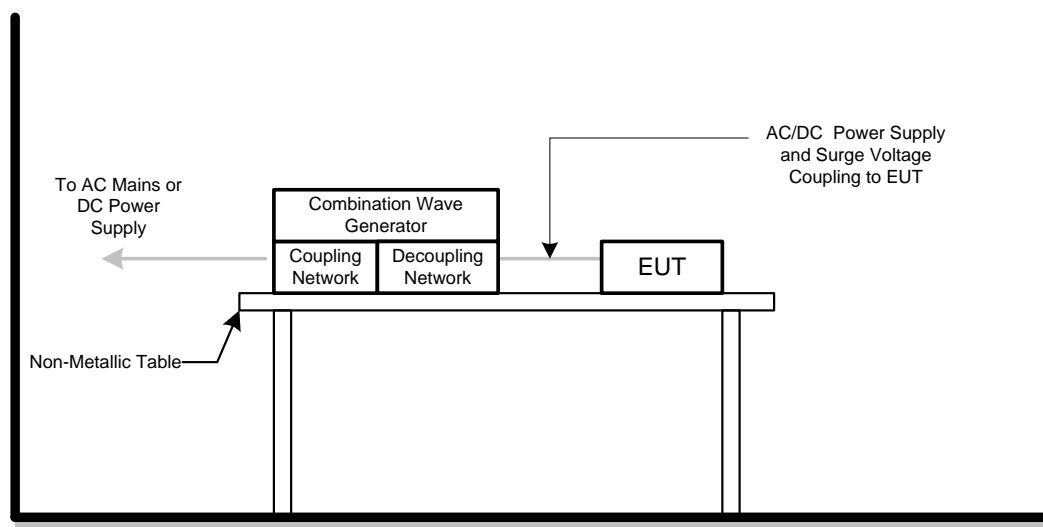 AC/DC  Power Supply
and Surge Voltage
Coupling to EUT
To AC Mains or
DC Power
Supply
Combination Wave
Generator
Coupling
Network
Decoupling
Network
EUT
Non-Metallic Table